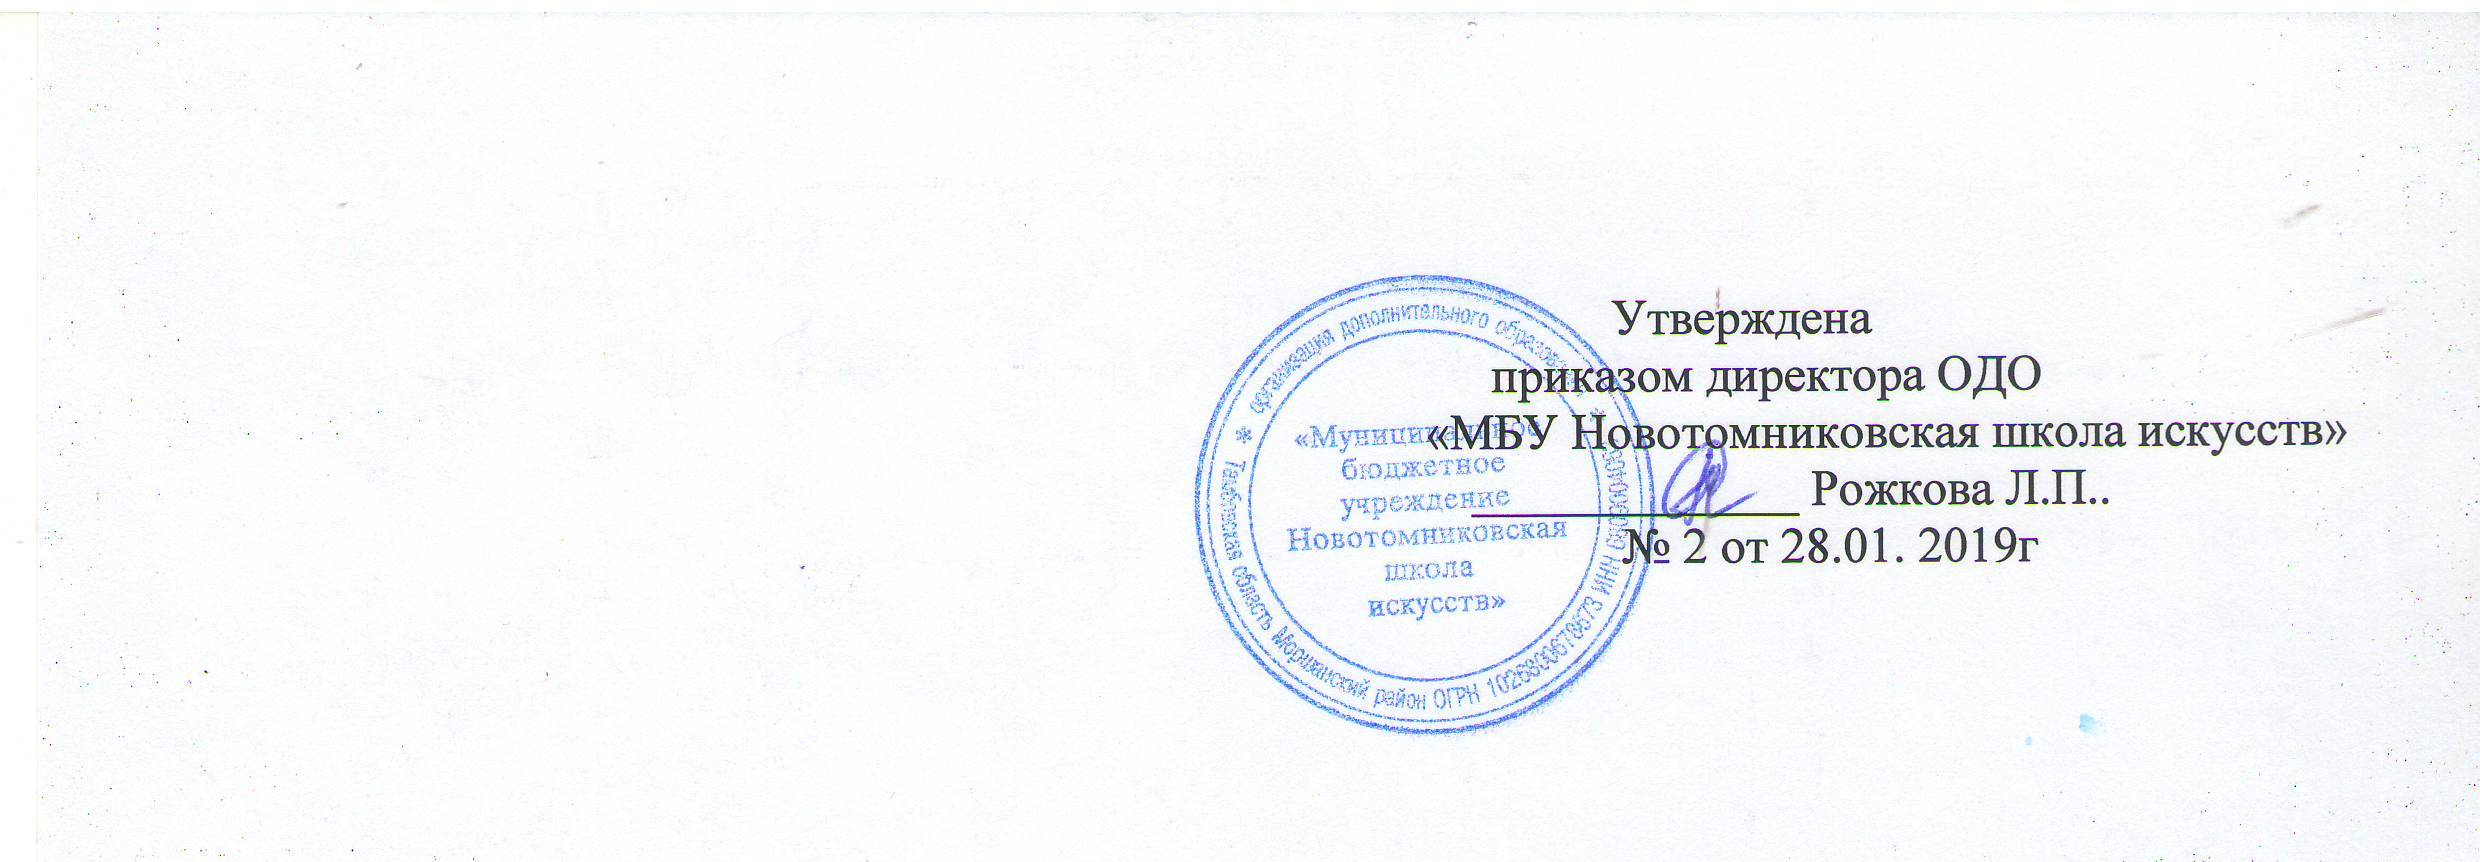 Утверждена
приказом директора ОДО
«МБУ Новотомниковская школа искусств»
Рожкова Л.П..
№ 2 от 28.01. 2019г
* организация дополнительного образования *
Тамбовская область Моршанский район ОГРН ИНН
«Муниципальное
бюджетное
учреждение
Новотомниковская
школа
искусств»